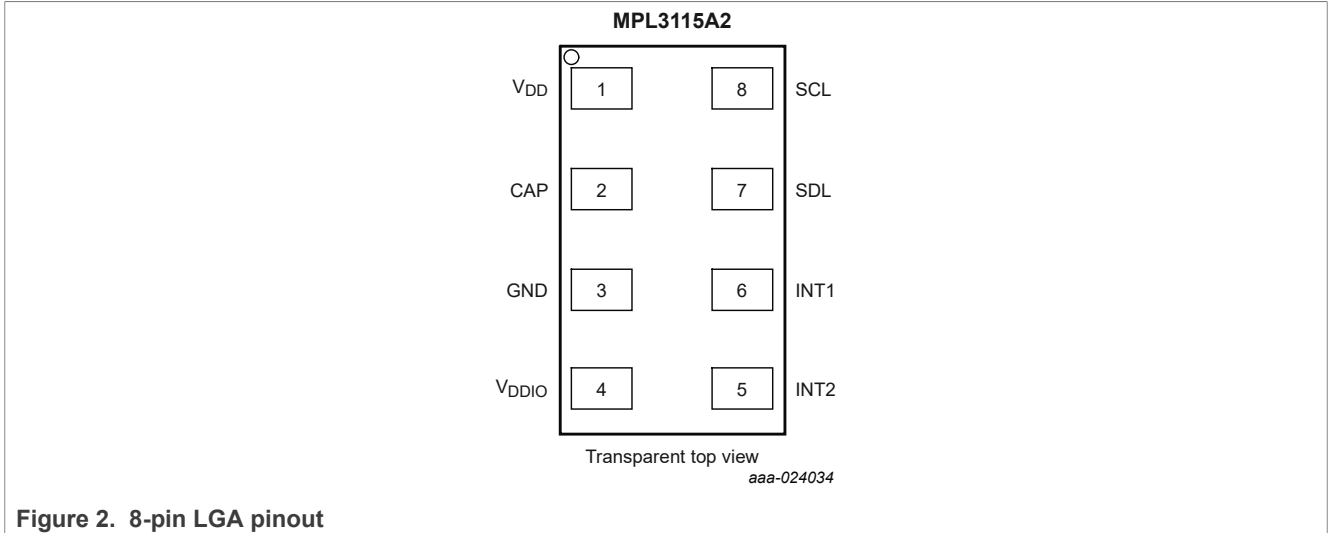 MPL3115A2
VDD 1 8 SCL
CAP 2 7 SDL
GND 3 6 INT1
VDDIO 4 5 INT2
Transparent top view
aaa-024034
Figure 2. 8-pin LGA pinout